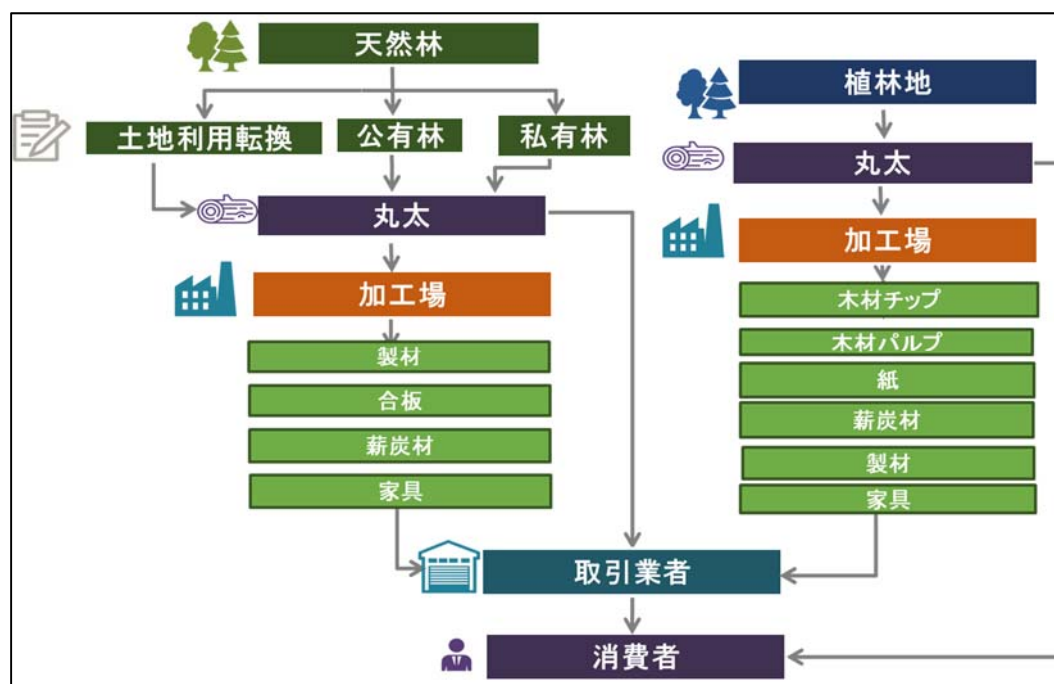 天然林
土地利用転換
公有林
私有林
丸太
加工場
製材
合板
薪炭材
家具
植林地
丸太
加工場
木材チップ
木材パルプ
紙
薪炭材
製材
家具
取引業者
消費者